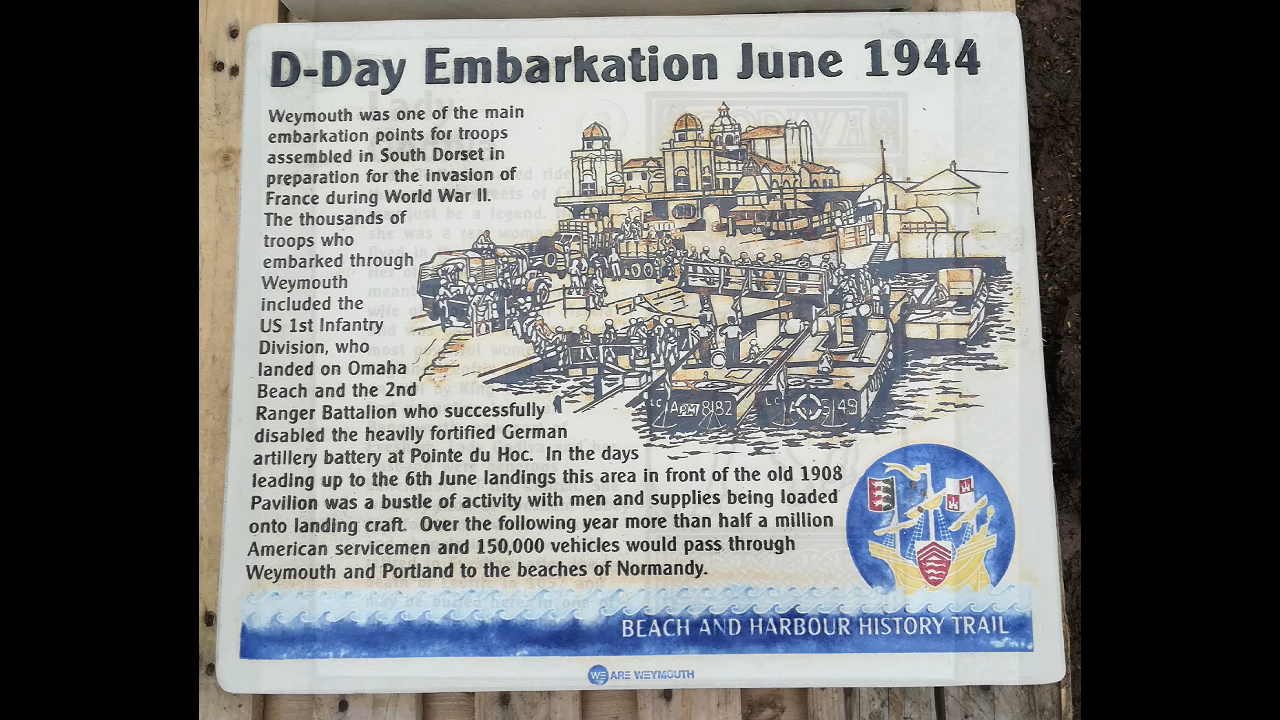 D-Day Embarkation June 1944
Weymouth was one of the main
embarkation points for troops
assembled in South Dorset in
preparation for the invasion of
France during World War II.
The thousands of
troops who
embarked through
Weymouth
included the
US 1st Infantry
Division, who
landed on Omaha
Beach and the 2nd
Ranger Battalion who successfully
disabled the heavily fortified German
artillery battery at Pointe du Hoc. In the days
leading up to the 6th June landings this area in front of the old 1908
Pavilion was a bustle of activity with men and supplies being loaded
onto landing craft. Over the following year more than half a million
American servicemen and 150,000 vehicles would pass through
Weymouth and Portland to the beaches of Normandy.
BEACH AND HARBOUR HISTORY TRAIL
WE ARE WEYMOUTH